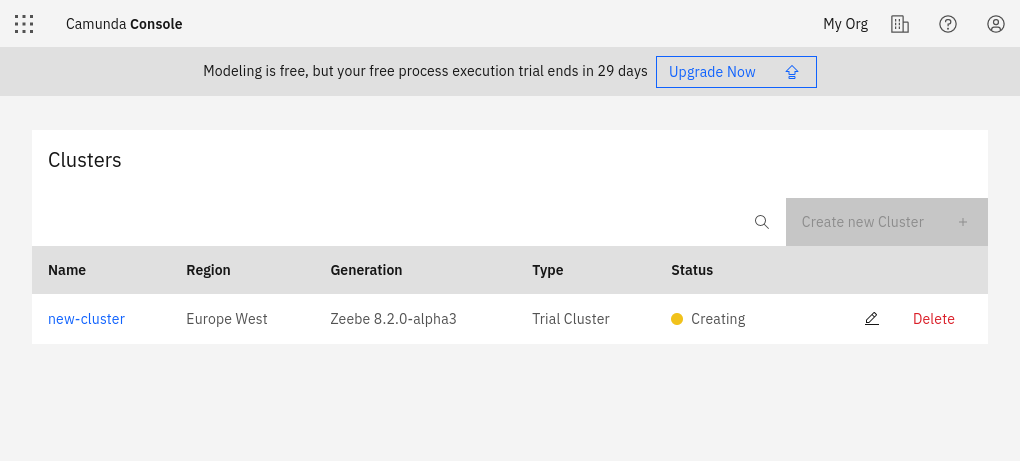 Camunda Console My Org
Modeling is free, but your free process execution trial ends in 29 days Upgrade Now
Clusters
Create new Cluster +
Name Region Generation Type Status
new-cluster Europe West Zeebe 8.2.0-alpha3 Trial Cluster Creating Delete